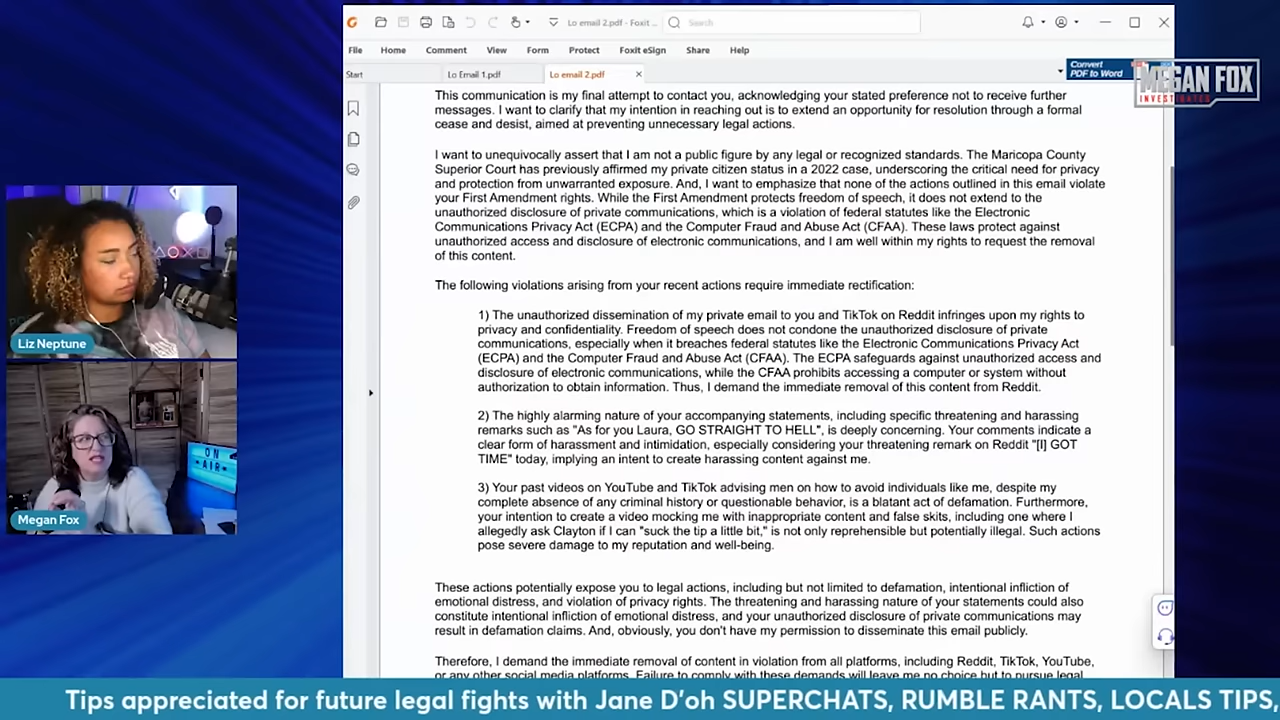 Lo email 2.pdf - Foxit ...
Search
File Home Comment View Form Protect Foxit eSign Share Help
Start Lo Email 1.pdf Lo email 2.pdf
Convert
PDF to Word
MEGAN FOX
INVESTIGATES
This communication is my final attempt to contact you, acknowledging your stated preference not to receive further
messages. I want to clarify that my intention in reaching out is to extend an opportunity for resolution through a formal
cease and desist, aimed at preventing unnecessary legal actions.
I want to unequivocally assert that I am not a public figure by any legal or recognized standards. The Maricopa County
Superior Court has previously affirmed my private citizen status in a 2022 case, underscoring the critical need for privacy
and protection from unwarranted exposure. And, I want to emphasize that none of the actions outlined in this email violate
your First Amendment rights. While the First Amendment protects freedom of speech, it does not extend to the
unauthorized disclosure of private communications, which is a violation of federal statutes like the Electronic
Communications Privacy Act (ECPA) and the Computer Fraud and Abuse Act (CFAA). These laws protect against
unauthorized access and disclosure of electronic communications, and I am well within my rights to request the removal
of this content.
The following violations arising from your recent actions require immediate rectification:
1) The unauthorized dissemination of my private email to you and TikTok on Reddit infringes upon my rights to
privacy and confidentiality. Freedom of speech does not condone the unauthorized disclosure of private
communications, especially when it breaches federal statutes like the Electronic Communications Privacy Act
(ECPA) and the Computer Fraud and Abuse Act (CFAA). The ECPA safeguards against unauthorized access and
disclosure of electronic communications, while the CFAA prohibits accessing a computer or system without
authorization to obtain information. Thus, I demand the immediate removal of this content from Reddit.
2) The highly alarming nature of your accompanying statements, including specific threatening and harassing
remarks such as "As for you Laura, GO STRAIGHT TO HELL", is deeply concerning. Your comments indicate a
clear form of harassment and intimidation, especially considering your threatening remark on Reddit "[I] GOT
TIME" today, implying an intent to create harassing content against me.
3) Your past videos on YouTube and TikTok advising men on how to avoid individuals like me, despite my
complete absence of any criminal history or questionable behavior, is a blatant act of defamation. Furthermore,
your intention to create a video mocking me with inappropriate content and false skits, including one where I
allegedly ask Clayton if I can "suck the tip a little bit," is not only reprehensible but potentially illegal. Such actions
pose severe damage to my reputation and well-being.
These actions potentially expose you to legal actions, including but not limited to defamation, intentional infliction of
emotional distress, and violation of privacy rights. The threatening and harassing nature of your statements could also
constitute intentional infliction of emotional distress, and your unauthorized disclosure of private communications may
result in defamation claims. And, obviously, you don't have my permission to disseminate this email publicly.
Therefore, I demand the immediate removal of content in violation from all platforms, including Reddit, TikTok, YouTube,
or any other social media platforms. Failure to comply with these demands will leave me no choice but to pursue legal
Liz Neptune
ON
AIR
Megan Fox
Tips appreciated for future legal fights with Jane D'oh SUPERCHATS, RUMBLE RANTS, LOCALS TIPS,